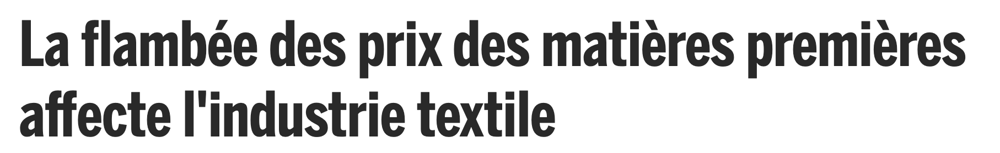 La flambée des prix des matières premières
affecte l'industrie textile